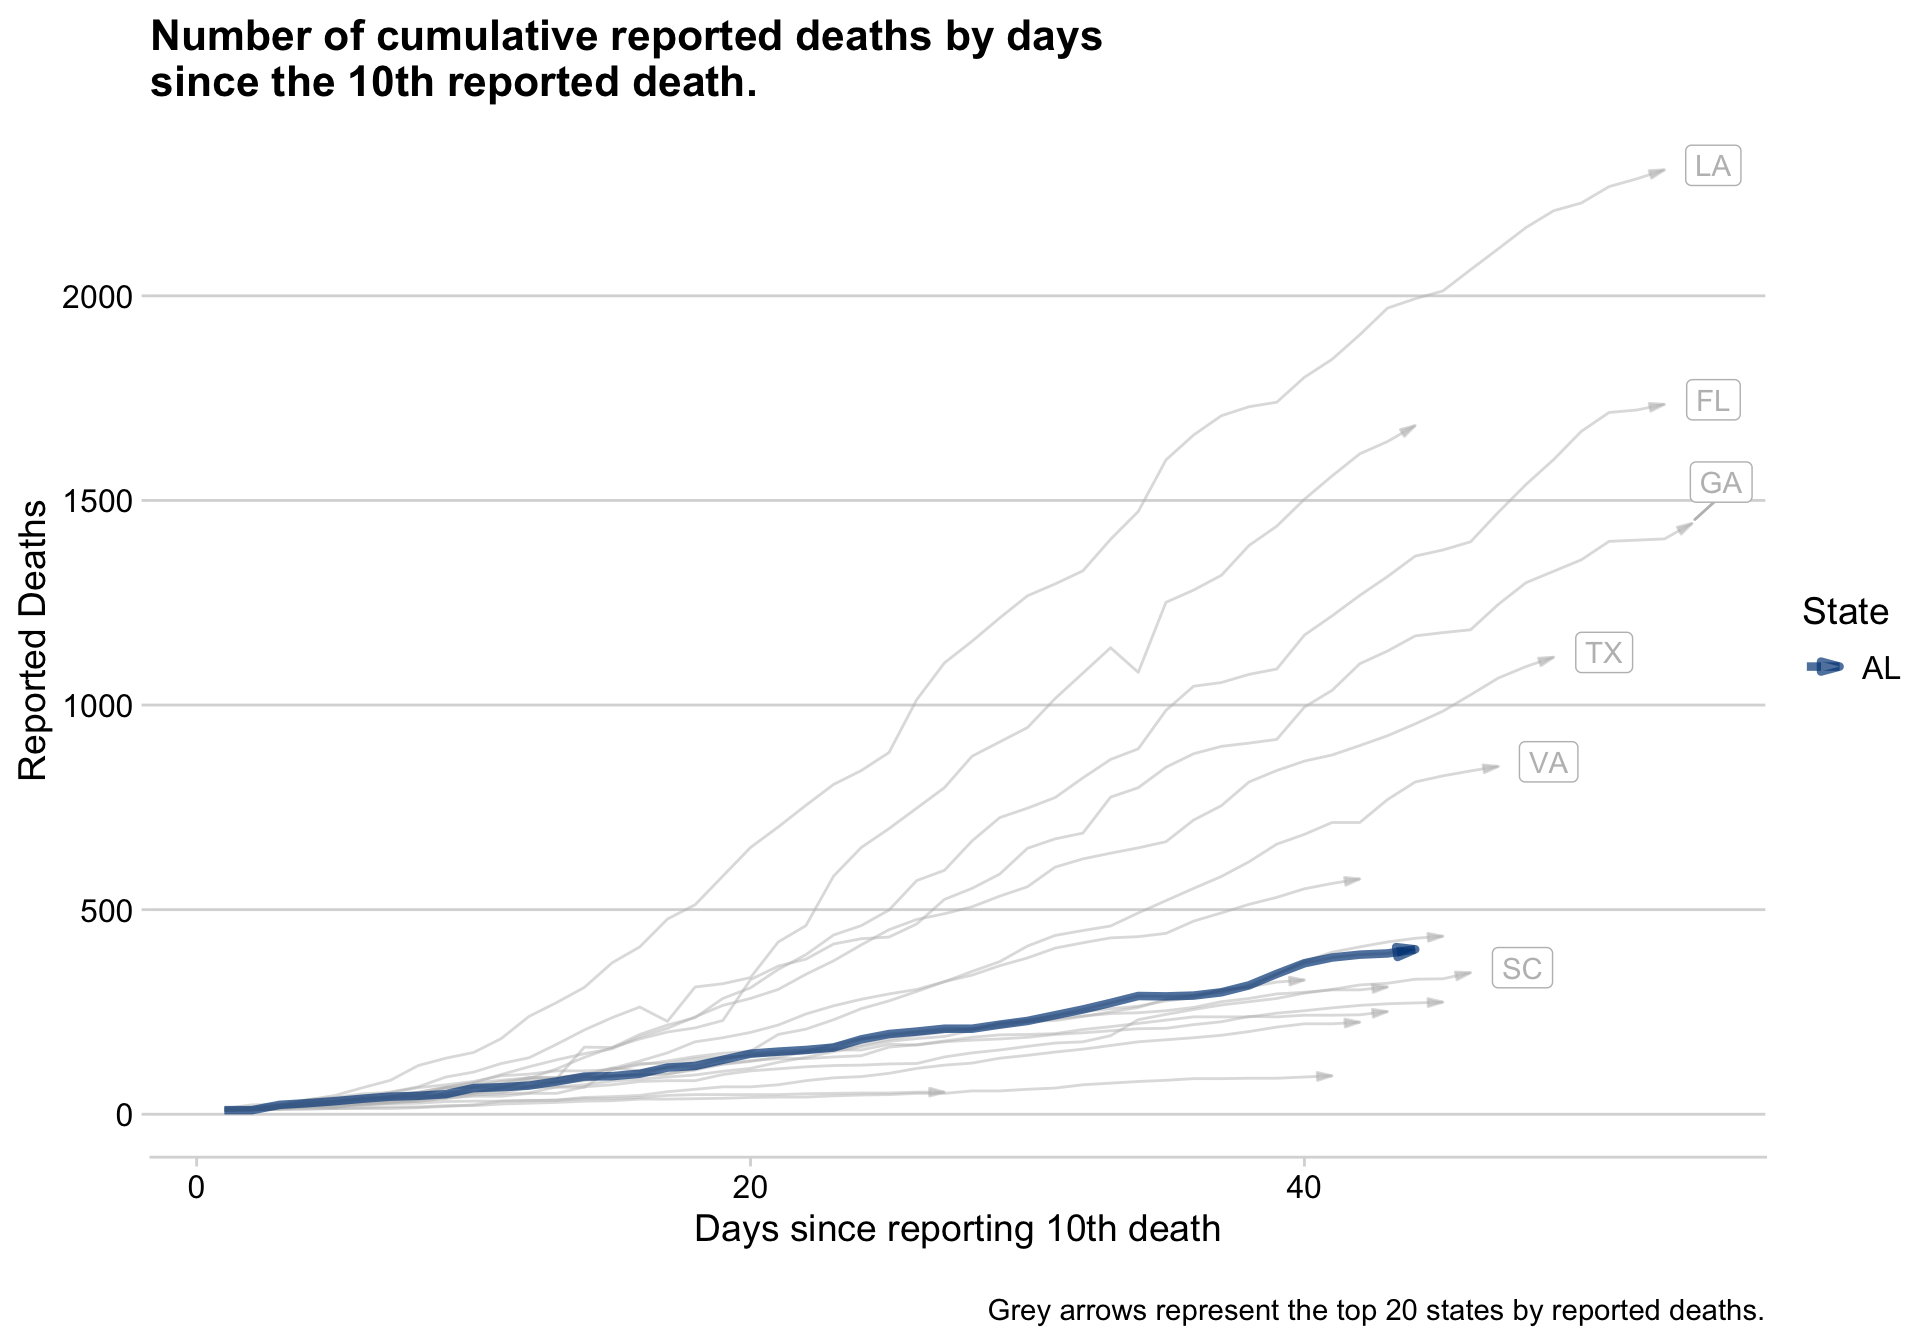 Number of cumulative reported deaths by days
since the 10th reported death.
LA
2000
FL
GA
1500
Reported Deaths
State
AL
TX
1000
VA
500
SC
0
0
20
40
Days since reporting 10th death
Grey arrows represent the top 20 states by reported deaths.